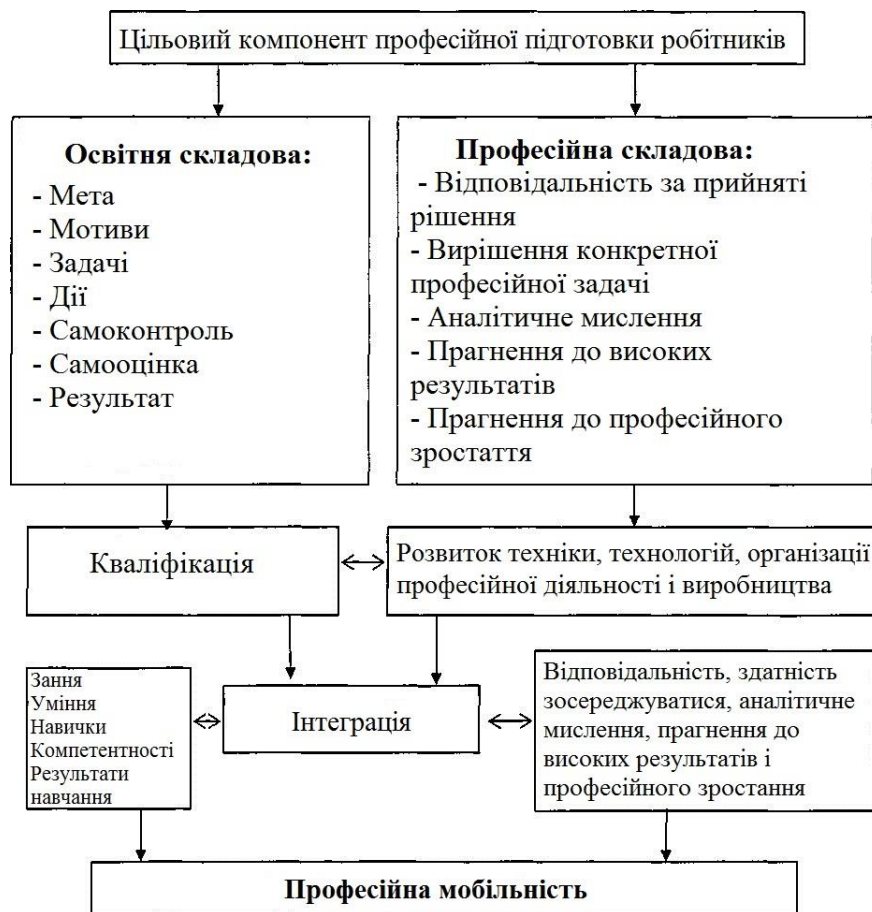 Цільовий компонент професійної підготовки робітників
Освітня складова:
- Мета
- Мотиви
- Задачі
- Дії
- Самоконтроль
- Самооцінка
- Результат
Професійна складова:
- Відповідальність за прийняті
рішення
- Вирішення конкретної
професійної задачі
- Аналітичне мислення
- Прагнення до високих
результатів
- Прагнення до професійного
зростаття
Кваліфікація
Розвиток техніки, технологій, організації
професійної діяльності і виробництва
Зання
Уміння
Навички
Компетентності
Результати
навчання
Інтеграція
Відповідальність, здатність
зосереджуватися, аналітичне
мислення, прагнення до
високих результатів і
професійного зростання
Професійна мобільність